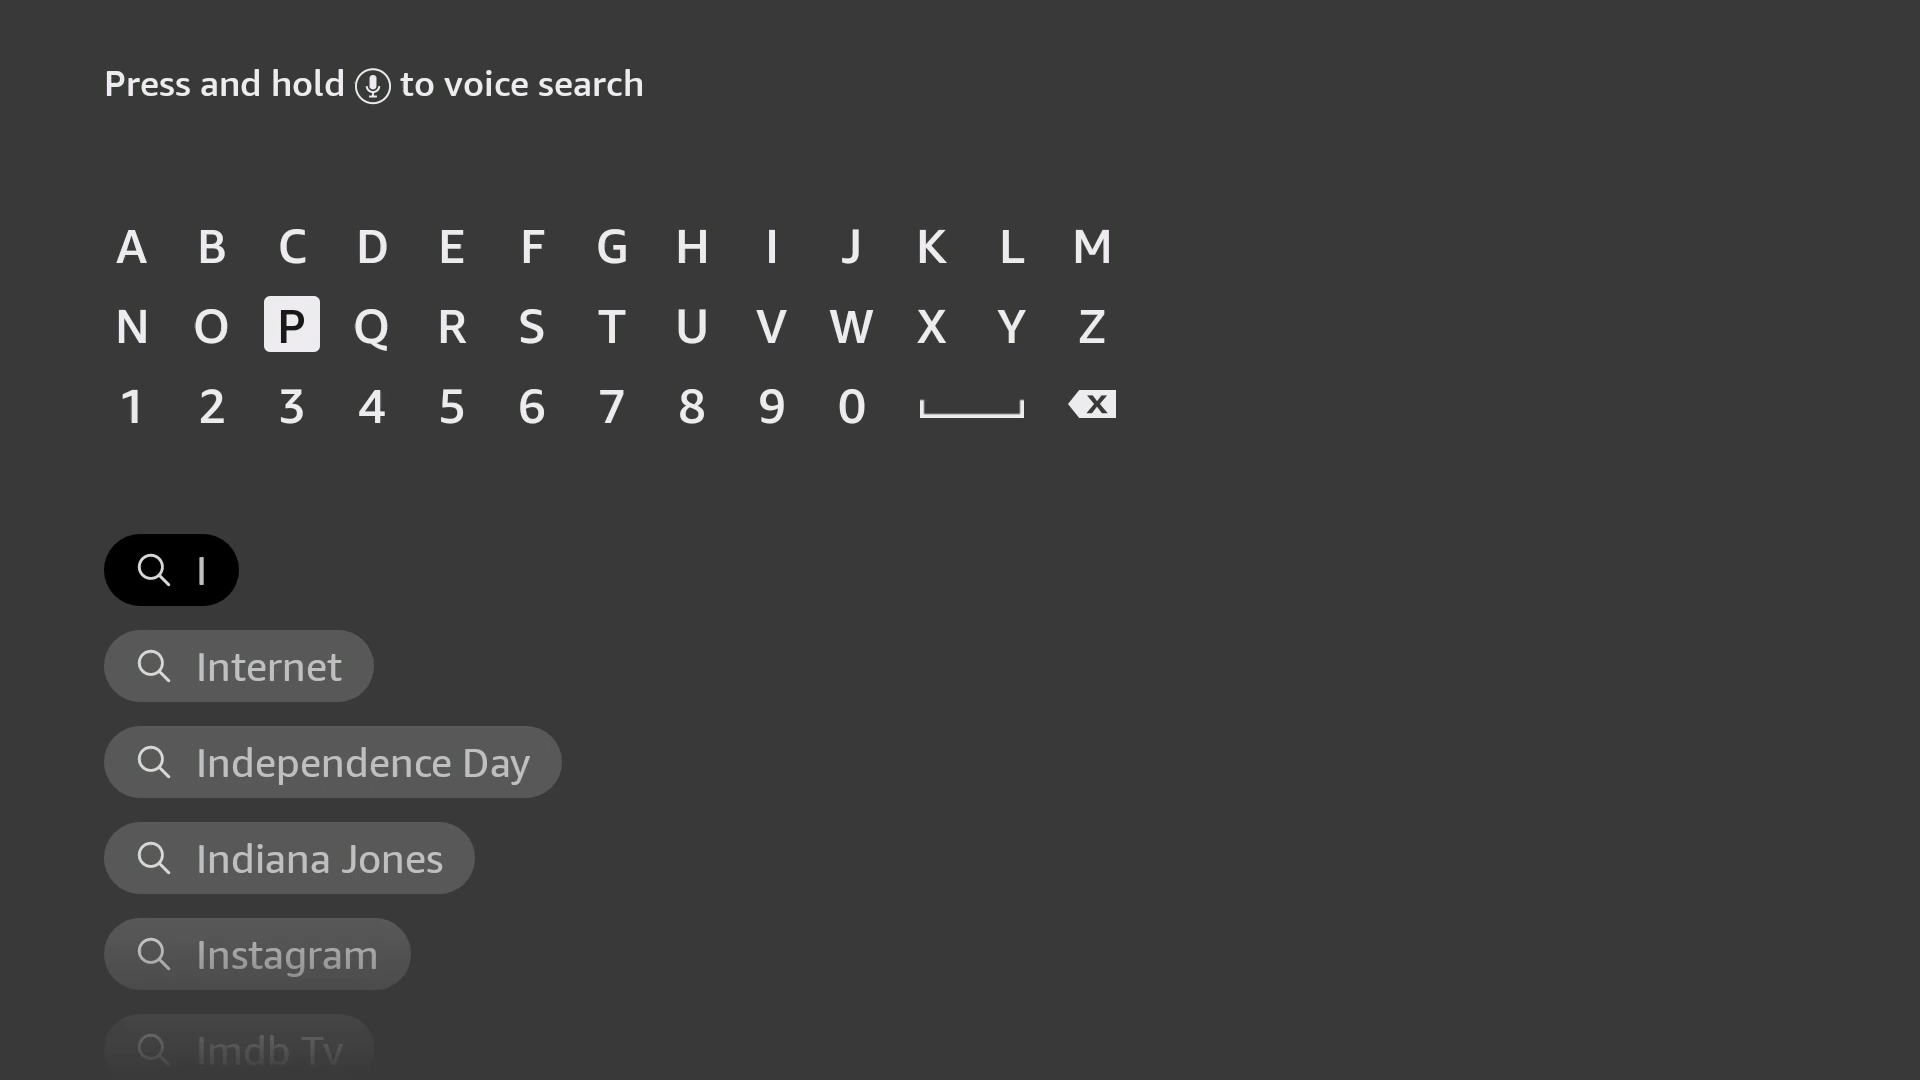 Press and hold to voice search
A B C D E F G H I J K L M
N O P Q R S T U V W X Y Z
1 2 3 4 5 6 7 8 9 0
I
Internet
Independence Day
Indiana Jones
Instagram
Imdb Tv